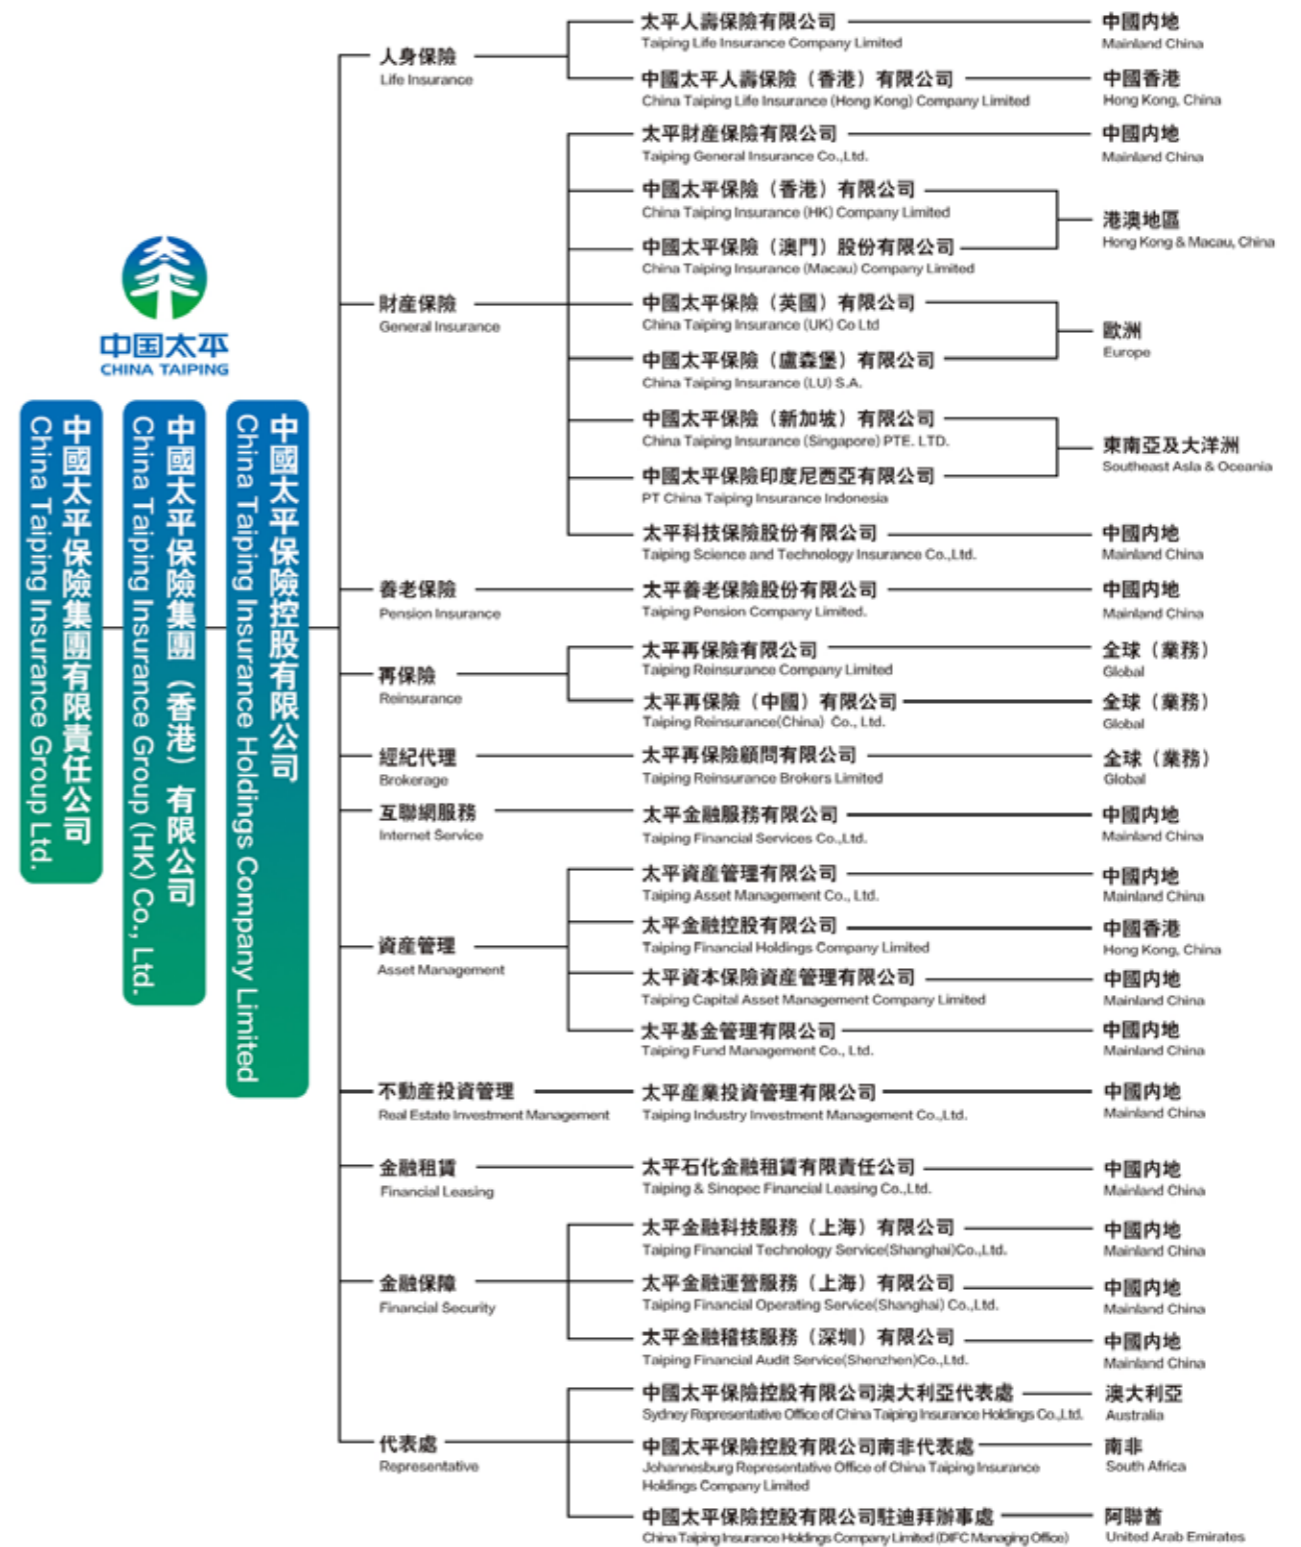 中国太平
CHINA TAIPING
中國太平保險集團有限責任公司
China Taiping Insurance Group Ltd.
中國太平保險集團（香港）有限公司
China Taiping Insurance Group (HK) Co., Ltd.
中國太平保險控股有限公司
China Taiping Insurance Holdings Company Limited
人身保險
Life Insurance
太平人壽保險有限公司
Taiping Life Insurance Company Limited
中國内地
Mainland China
中國太平人壽保險（香港）有限公司
China Taiping Life Insurance (Hong Kong) Company Limited
中國香港
Hong Kong, China
財産保險
General Insurance
太平財産保險有限公司
Taiping General Insurance Co.,Ltd.
中國内地
Mainland China
中國太平保險（香港）有限公司
China Taiping Insurance (HK) Company Limited
中國太平保險（澳門）股份有限公司
China Taiping Insurance (Macau) Company Limited
港澳地區
Hong Kong & Macau, China
中國太平保險（英國）有限公司
China Taiping Insurance (UK) Co Ltd
中國太平保險（盧森堡）有限公司
China Taiping Insurance (LU) S.A.
歐洲
Europe
中國太平保險（新加坡）有限公司
China Taiping Insurance (Singapore) PTE. LTD.
中國太平保險印度尼西亞有限公司
PT China Taiping Insurance Indonesia
東南亞及大洋洲
Southeast Asia & Oceania
太平科技保險股份有限公司
Taiping Science and Technology Insurance Co.,Ltd.
中國内地
Mainland China
養老保險
Pension Insurance
太平養老保險股份有限公司
Taiping Pension Company Limited.
中國内地
Mainland China
再保險
Reinsurance
太平再保險有限公司
Taiping Reinsurance Company Limited
全球（業務）
Global
太平再保險（中國）有限公司
Taiping Reinsurance(China) Co., Ltd.
全球（業務）
Global
經紀代理
Brokerage
太平再保險顧問有限公司
Taiping Reinsurance Brokers Limited
全球（業務）
Global
互聯網服務
Internet Service
太平金融服務有限公司
Taiping Financial Services Co.,Ltd.
中國内地
Mainland China
資産管理
Asset Management
太平資産管理有限公司
Taiping Asset Management Co., Ltd.
中國内地
Mainland China
太平金融控股有限公司
Taiping Financial Holdings Company Limited
中國香港
Hong Kong, China
太平資本保險資産管理有限公司
Taiping Capital Asset Management Company Limited
中國内地
Mainland China
太平基金管理有限公司
Taiping Fund Management Co., Ltd.
中國内地
Mainland China
不動産投資管理
Real Estate Investment Management
太平産業投資管理有限公司
Taiping Industry Investment Management Co.,Ltd.
中國内地
Mainland China
金融租賃
Financial Leasing
太平石化金融租賃有限責任公司
Taiping & Sinopec Financial Leasing Co.,Ltd.
中國内地
Mainland China
金融保障
Financial Security
太平金融科技服務（上海）有限公司
Taiping Financial Technology Service(Shanghai)Co.,Ltd.
中國内地
Mainland China
太平金融運營服務（上海）有限公司
Taiping Financial Operating Service(Shanghai) Co.,Ltd.
中國内地
Mainland China
太平金融稽核服務（深圳）有限公司
Taiping Financial Audit Service(Shenzhen)Co.,Ltd.
中國内地
Mainland China
代表處
Representative
中國太平保險控股有限公司澳大利亞代表處
Sydney Representative Office of China Taiping Insurance Holdings Co.,Ltd.
澳大利亞
Australia
中國太平保險控股有限公司南非代表處
Johannesburg Representative Office of China Taiping Insurance
Holdings Company Limited
南非
South Africa
中國太平保險控股有限公司駐迪拜辦事處
China Taiping Insurance Holdings Company Limited (DIFC Managing Office)
阿聯酋
United Arab Emirates